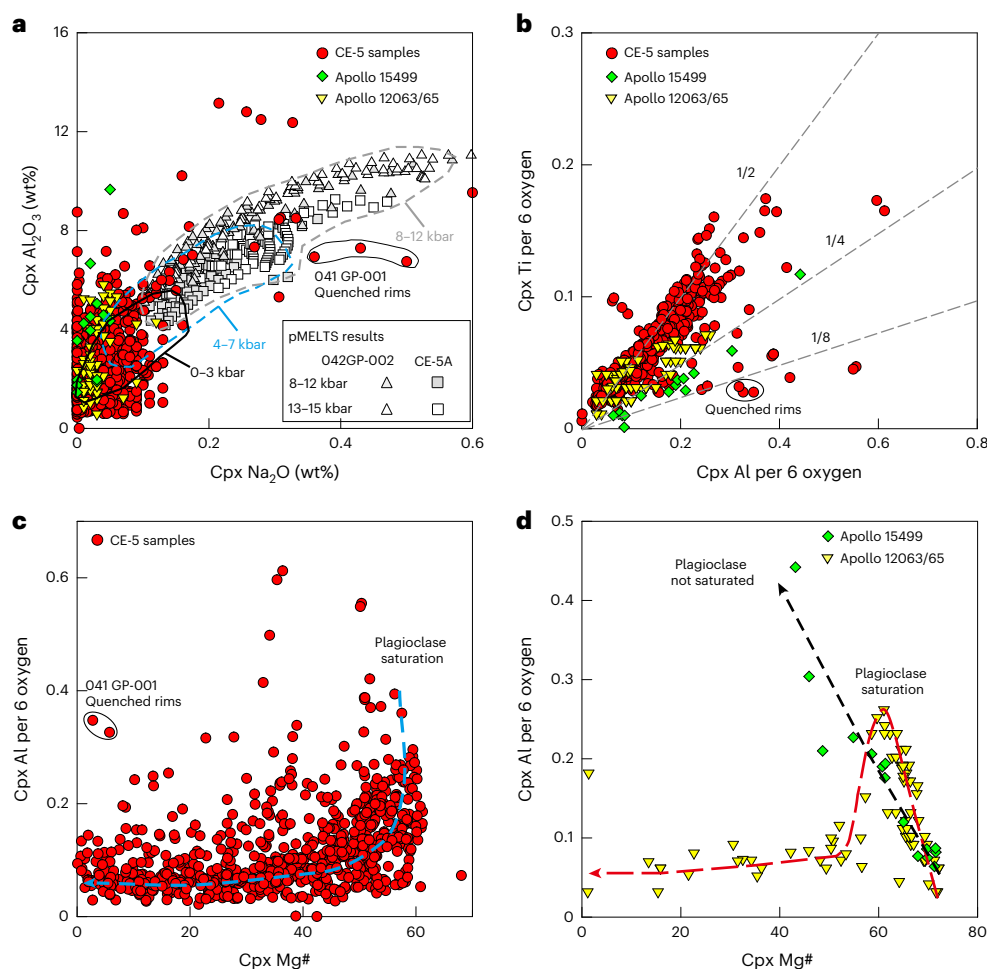 a
16
12
8
4
0
Cpx Al2O3 (wt%)
CE-5 samples
Apollo 15499
Apollo 12063/65
8–12 kbar
041 GP-001
Quenched rims
4–7 kbar
0–3 kbar
pMELTS results
042GP-002 CE-5A
8–12 kbar
13–15 kbar
0 0.2 0.4 0.6
Cpx Na2O (wt%)
b
0.3
0.2
0.1
0
Cpx Ti per 6 oxygen
CE-5 samples
Apollo 15499
Apollo 12063/65
1/2
1/4
1/8
Quenched rims
0 0.2 0.4 0.6 0.8
Cpx Al per 6 oxygen
c
0.6
0.4
0.2
0
Cpx Al per 6 oxygen
CE-5 samples
Plagioclase
saturation
041 GP-001
Quenched rims
0 20 40 60
Cpx Mg#
d
0.5
0.4
0.3
0.2
0.1
0
Cpx Al per 6 oxygen
Apollo 15499
Apollo 12063/65
Plagioclase
not saturated
Plagioclase
saturation
0 20 40 60 80
Cpx Mg#